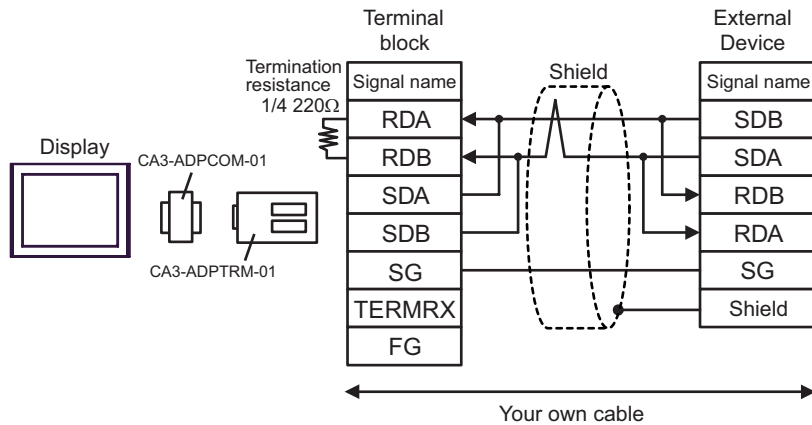 Terminal
block
External
Device
Termination
resistance
1/4 220Ω
Signal name
Shield
Signal name
RDA
SDB
RDB
SDA
SDA
RDB
SDB
RDA
SG
SG
TERMRX
Shield
FG
Display
CA3-ADPCOM-01
CA3-ADPTRM-01
Your own cable